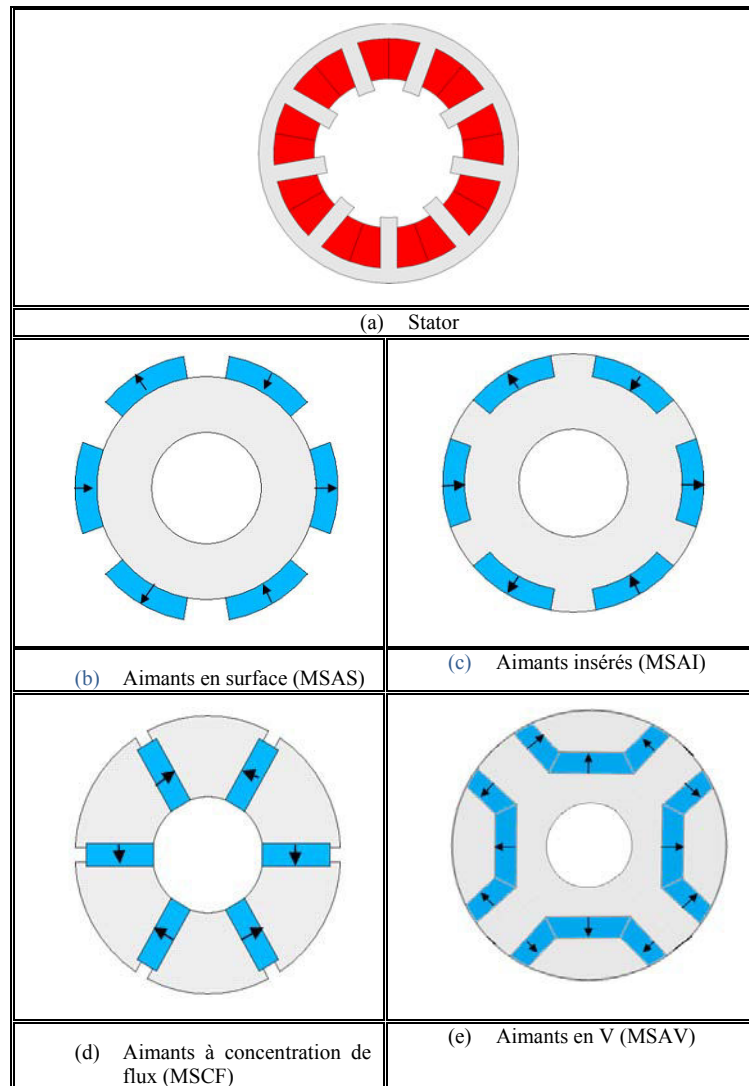 (a) Stator
(b) Aimants en surface (MSAS)
(c) Aimants insérés (MSAI)
(d) Aimants à concentration de
flux (MSCF)
(e) Aimants en V (MSAV)